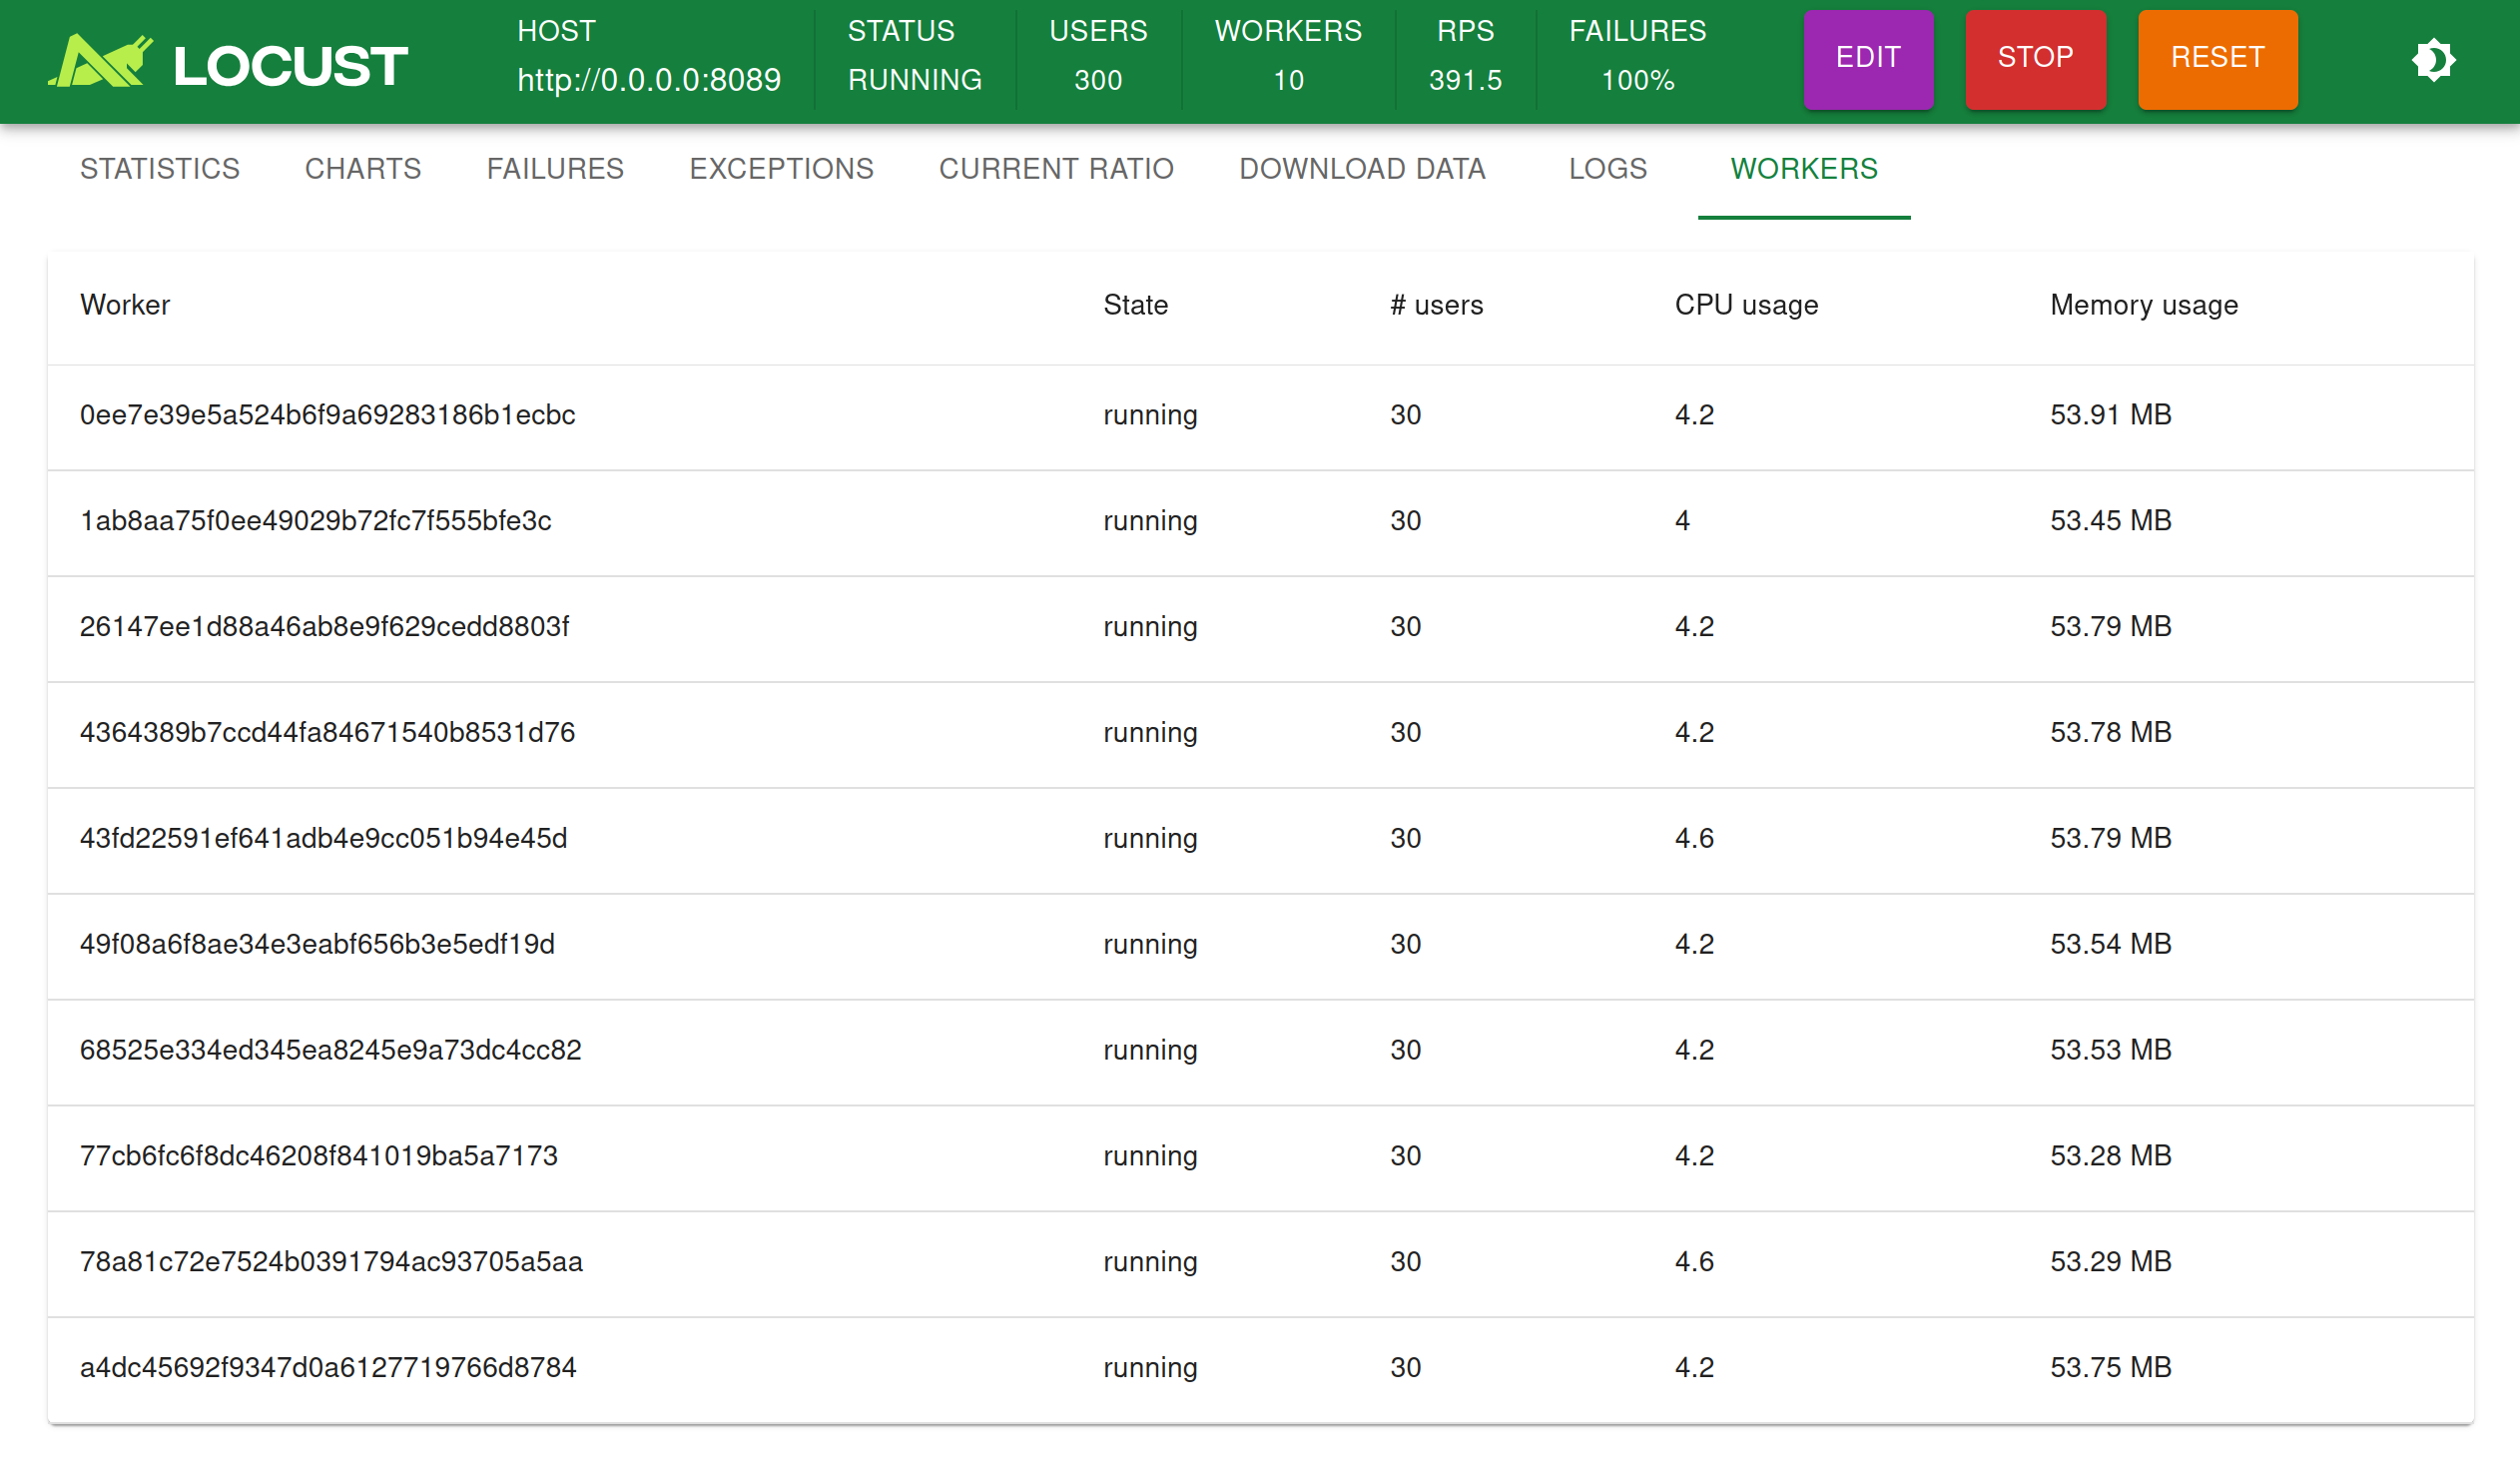 LOCUST
HOST
http://0.0.0.0:8089
STATUS
RUNNING
USERS
300
WORKERS
10
RPS
391.5
FAILURES
100%
EDIT
STOP
RESET
STATISTICS CHARTS FAILURES EXCEPTIONS CURRENT RATIO DOWNLOAD DATA LOGS WORKERS
Worker State # users CPU usage Memory usage
0ee7e39e5a524b6f9a69283186b1ecbc running 30 4.2 53.91 MB
1ab8aa75f0ee49029b72fc7f555bfe3c running 30 4 53.45 MB
26147ee1d88a46ab8e9f629cedd8803f running 30 4.2 53.79 MB
4364389b7ccd44fa84671540b8531d76 running 30 4.2 53.78 MB
43fd22591ef641adb4e9cc051b94e45d running 30 4.6 53.79 MB
49f08a6f8ae34e3eabf656b3e5edf19d running 30 4.2 53.54 MB
68525e334ed345ea8245e9a73dc4cc82 running 30 4.2 53.53 MB
77cb6fc6f8dc46208f841019ba5a7173 running 30 4.2 53.28 MB
78a81c72e7524b0391794ac93705a5aa running 30 4.6 53.29 MB
a4dc45692f9347d0a6127719766d8784 running 30 4.2 53.75 MB